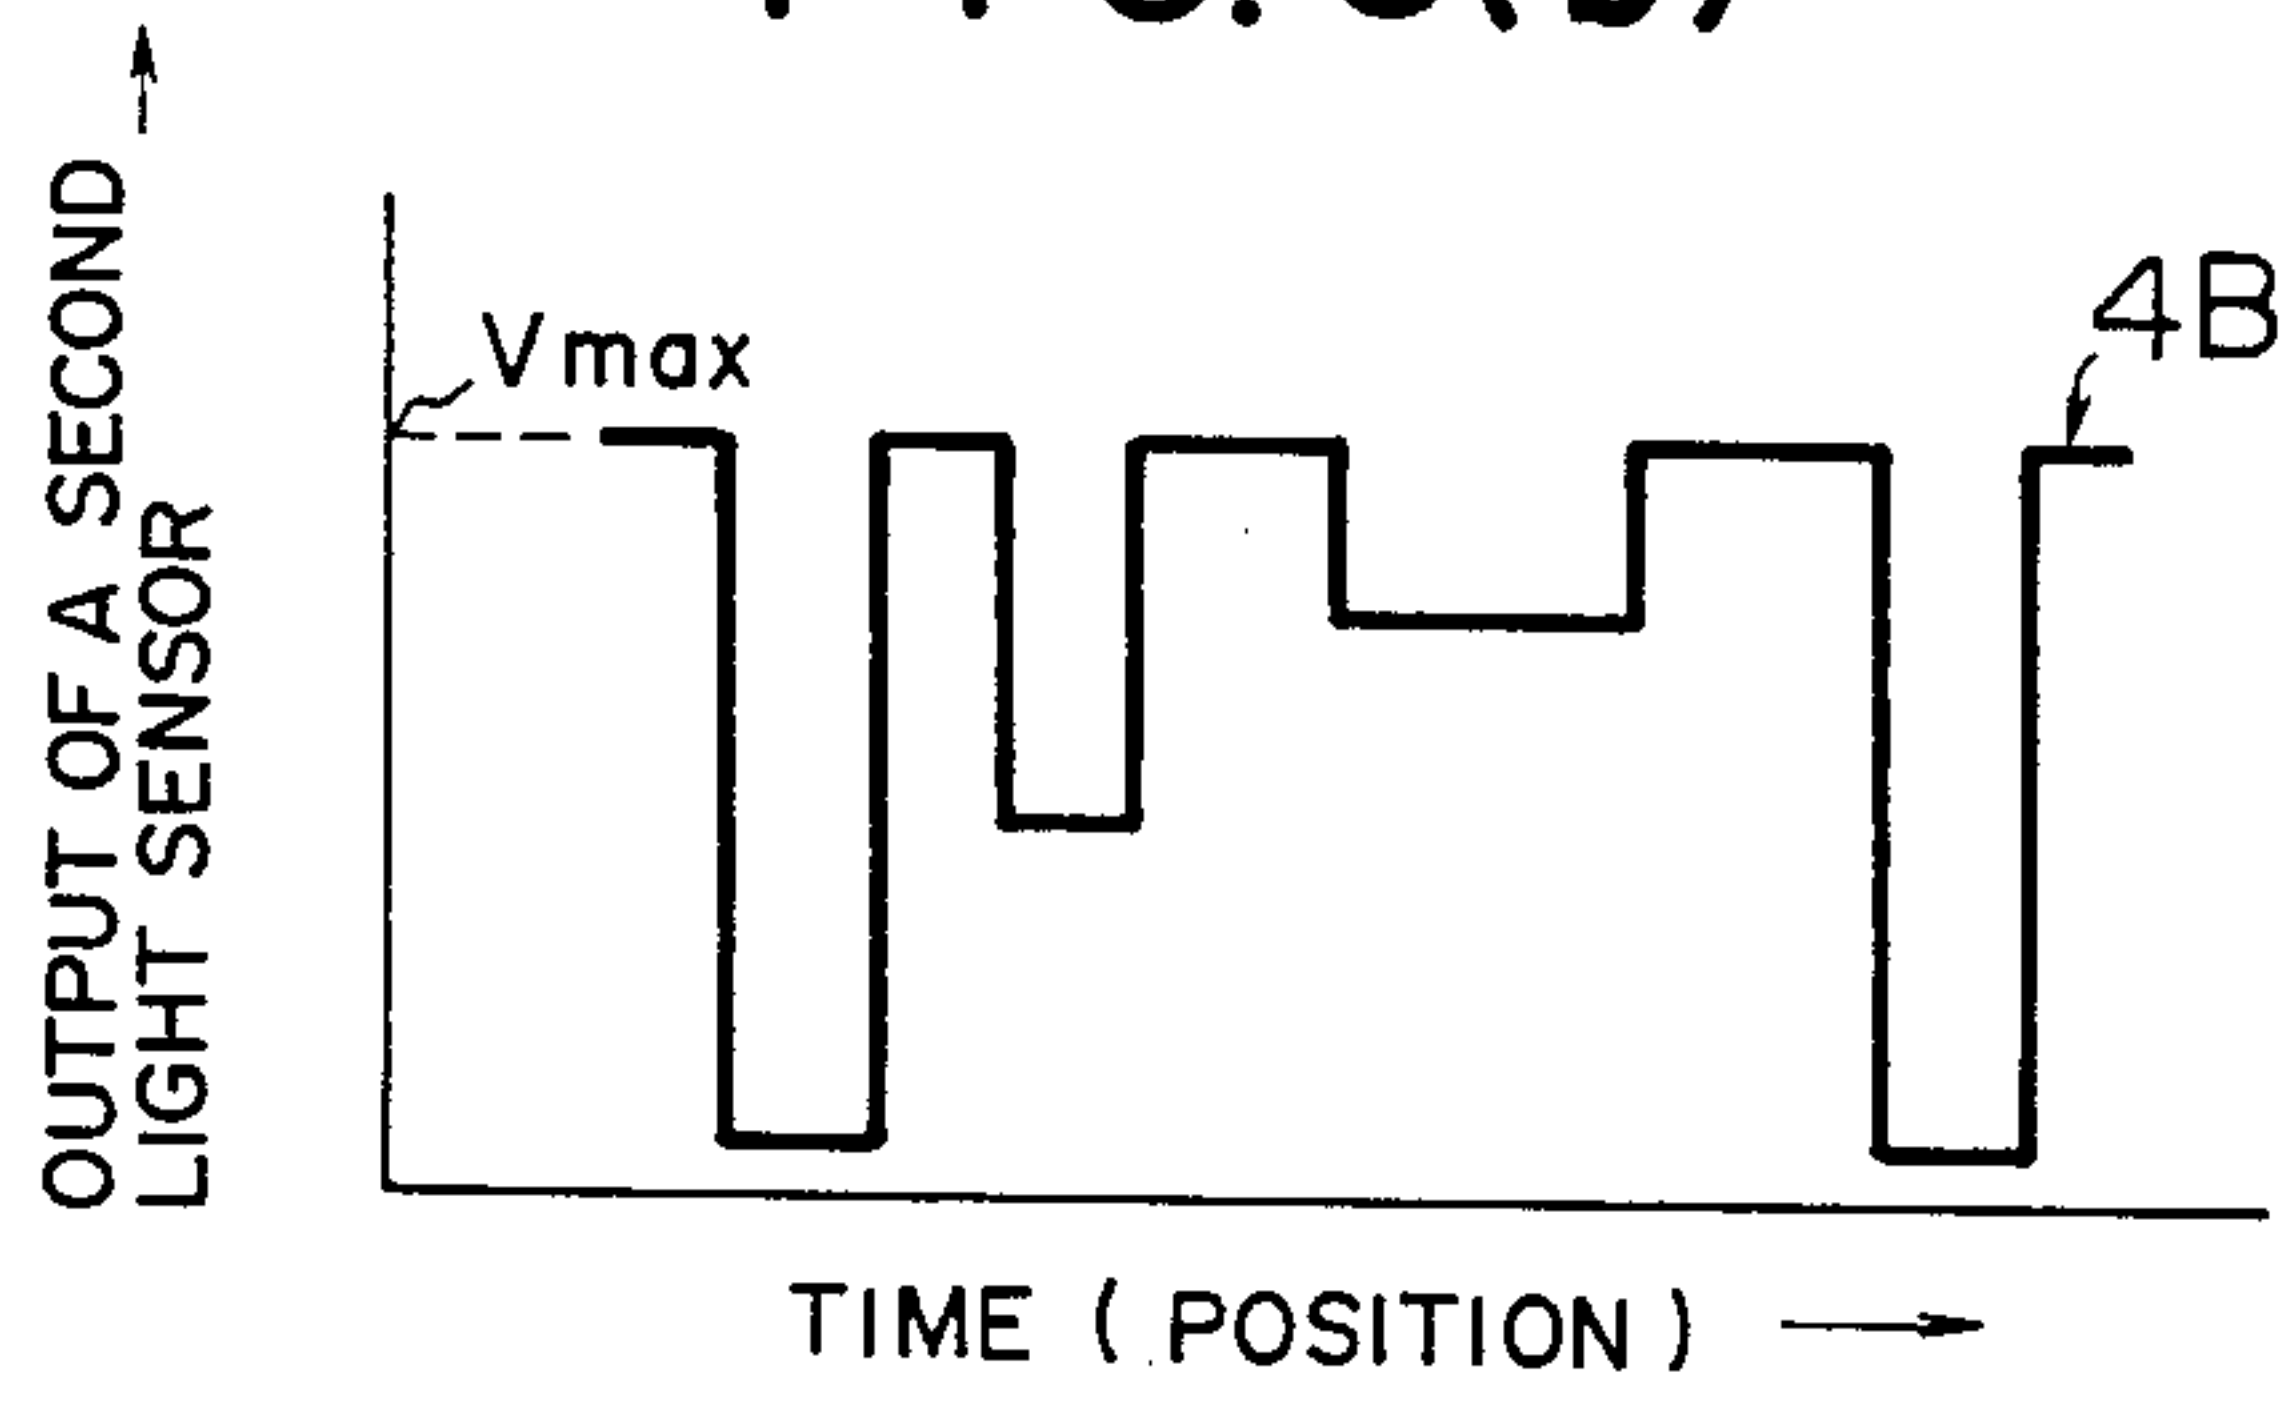 OUTPUT OF A SECOND
LIGHT SENSOR
Vmax
4B
TIME (POSITION)